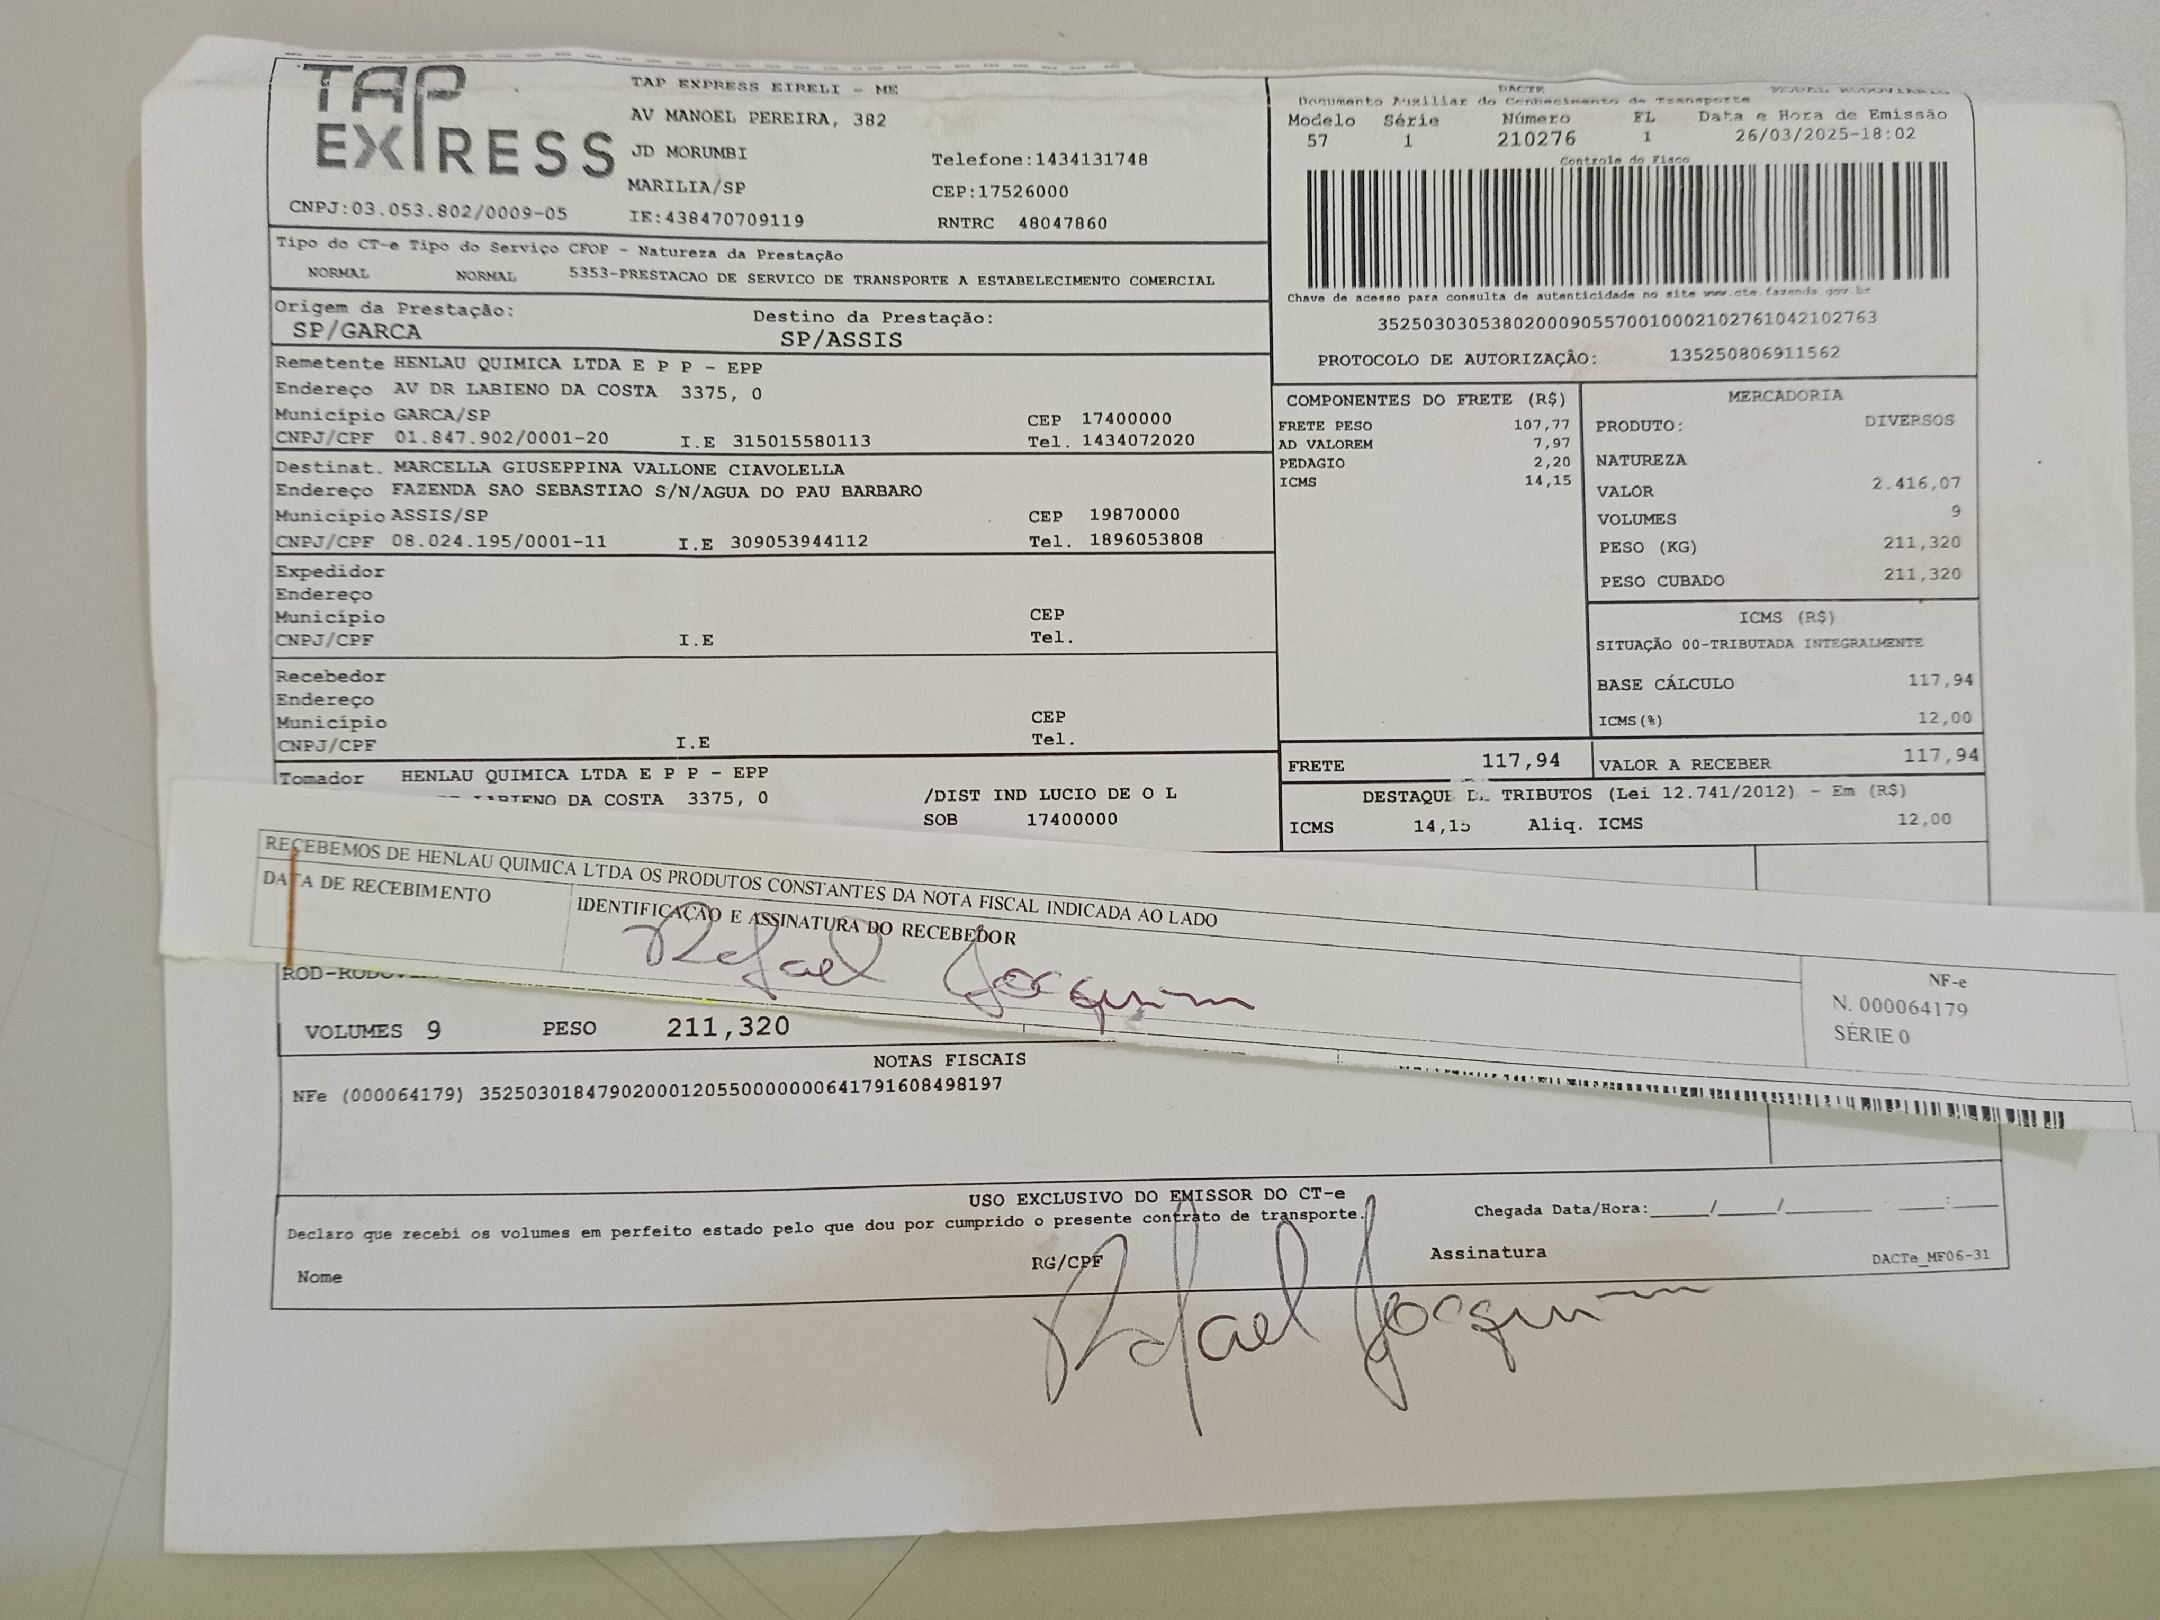 TAP EXPRESS
TAP EXPRESS EIRELI - ME
AV MANOEL PEREIRA, 382
JD MORUMBI
Telefone:1434131748
MARILIA/SP
CEP:17526000
CNPJ:03.053.802/0009-05
IE:438470709119
RNTRC 48047860
DACTE
MODAL RODOVIARIO
Documento Auxiliar do Conhecimento de Transporte
Modelo Série Número FL Data e Hora de Emissão
57 1 210276 1 26/03/2025-18:02
Controle do Fisco
Chave de acesso para consulta de autenticidade no site www.cte.fazenda.gov.br
35250303053802000905570010002102761042102763
PROTOCOLO DE AUTORIZAÇÃO: 135250806911562
Tipo do CT-e Tipo do Serviço CFOP - Natureza da Prestação
NORMAL NORMAL 5353-PRESTACAO DE SERVICO DE TRANSPORTE A ESTABELECIMENTO COMERCIAL
Origem da Prestação: Destino da Prestação:
SP/GARCA SP/ASSIS
Remetente HENLAU QUIMICA LTDA E P P - EPP
Endereço AV DR LABIENO DA COSTA 3375, 0
Município GARCA/SP CEP 17400000
CNPJ/CPF 01.847.902/0001-20 I.E 315015580113 Tel. 1434072020
Destinat. MARCELLA GIUSEPPINA VALLONE CIAVOLELLA
Endereço FAZENDA SAO SEBASTIAO S/N/AGUA DO PAU BARBARO
Município ASSIS/SP CEP 19870000
CNPJ/CPF 08.024.195/0001-11 I.E 309053944112 Tel. 1896053808
Expedidor
Endereço
Município CEP
CNPJ/CPF I.E Tel.
Recebedor
Endereço
Município CEP
CNPJ/CPF I.E Tel.
Tomador HENLAU QUIMICA LTDA E P P - EPP
DA COSTA 3375, 0 /DIST IND LUCIO DE O L
SOB 17400000
COMPONENTES DO FRETE (R$)
FRETE PESO 107,77
AD VALOREM 7,97
PEDAGIO 2,20
ICMS 14,15
MERCADORIA
PRODUTO: DIVERSOS
NATUREZA
VALOR 2.416,07
VOLUMES 9
PESO (KG) 211,320
PESO CUBADO 211,320
ICMS (R$)
SITUAÇÃO 00-TRIBUTADA INTEGRALMENTE
BASE CÁLCULO 117,94
ICMS(%) 12,00
FRETE 117,94 VALOR A RECEBER 117,94
DESTAQUE DE TRIBUTOS (Lei 12.741/2012) - Em (R$)
ICMS 14,15 Aliq. ICMS 12,00
RECEBEMOS DE HENLAU QUIMICA LTDA OS PRODUTOS CONSTANTES DA NOTA FISCAL INDICADA AO LADO
DATA DE RECEBIMENTO
IDENTIFICAÇÃO E ASSINATURA DO RECEBEDOR
Rafael Joaquim
NF-e
N. 000064179
SÉRIE 0
VOLUMES 9 PESO 211,320
NOTAS FISCAIS
NFe (000064179) 35250301847902000120550000000641791608498197
USO EXCLUSIVO DO EMISSOR DO CT-e
Declaro que recebi os volumes em perfeito estado pelo que dou por cumprido o presente contrato de transporte.
Chegada Data/Hora:_____/_____/_______ ____:____
Nome RG/CPF Assinatura
DACTe_MF06-31
Rafael Joaquim